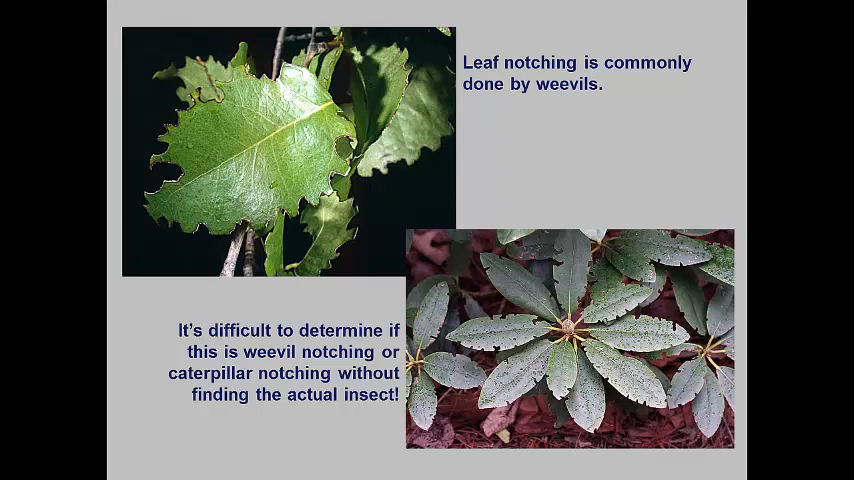 Leaf notching is commonly
done by weevils.
It’s difficult to determine if
this is weevil notching or
caterpillar notching without
finding the actual insect!